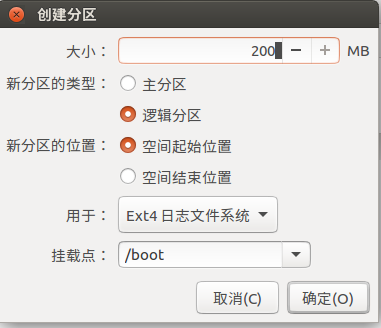 创建分区
大小： 200 MB
新分区的类型： 主分区
逻辑分区
新分区的位置： 空间起始位置
空间结束位置
用于： Ext4 日志文件系统
挂载点： /boot
取消(C) 确定(O)